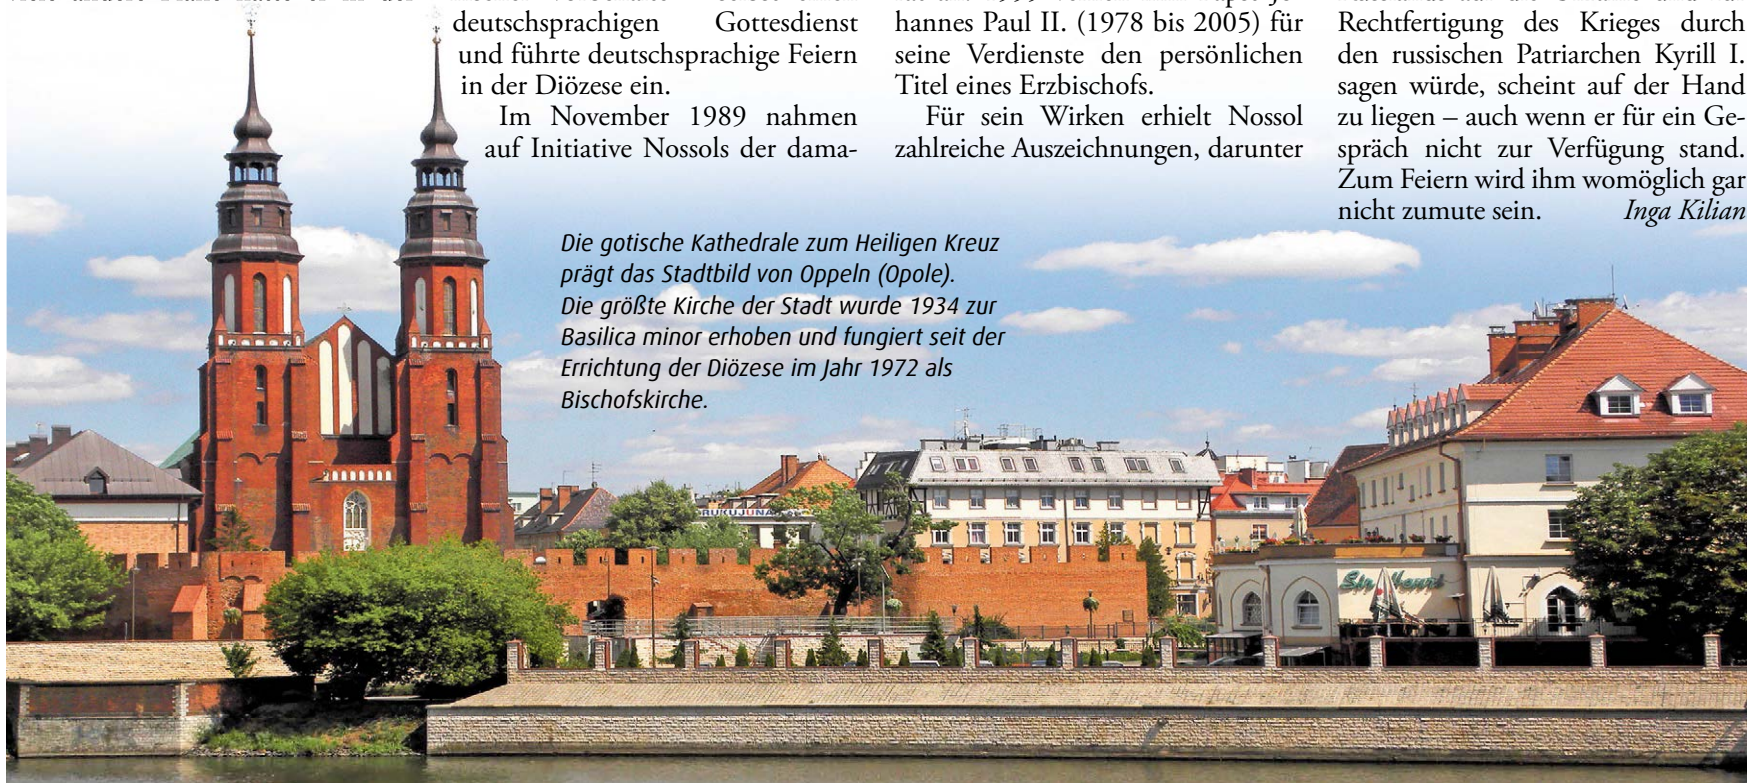 deutschsprachigen Gottesdienst
und führte deutschsprachige Feiern
in der Diözese ein.
Im November 1989 nahmen
auf Initiative Nossols der dama-
hannes Paul II. (1978 bis 2005) für
seine Verdienste den persönlichen
Titel eines Erzbischofs.
Für sein Wirken erhielt Nossol
zahlreiche Auszeichnungen, darunter
Rechtfertigung des Krieges durch
den russischen Patriarchen Kyrill I.
sagen würde, scheint auf der Hand
zu liegen – auch wenn er für ein Ge-
spräch nicht zur Verfügung stand.
Zum Feiern wird ihm womöglich gar
nicht zumute sein. Inga Kilian
Die gotische Kathedrale zum Heiligen Kreuz
prägt das Stadtbild von Oppeln (Opole).
Die größte Kirche der Stadt wurde 1934 zur
Basilica minor erhoben und fungiert seit der
Errichtung der Diözese im Jahr 1972 als
Bischofskirche.